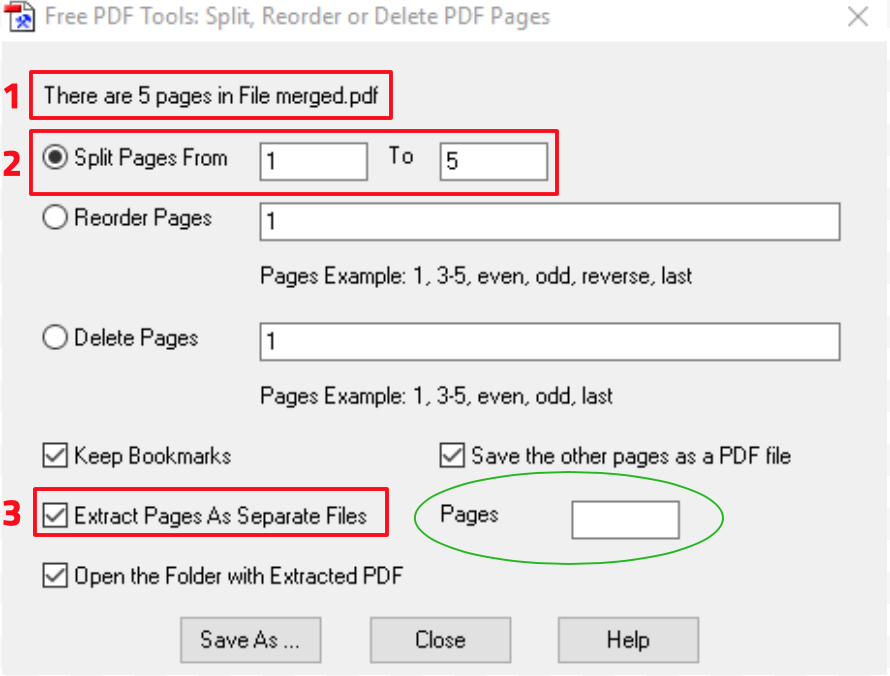 Free PDF Tools: Split, Reorder or Delete PDF Pages
1 There are 5 pages in File merged.pdf
2 Split Pages From 1 To 5
Reorder Pages 1
Pages Example: 1, 3-5, even, odd, reverse, last
Delete Pages 1
Pages Example: 1, 3-5, even, odd, last
Keep Bookmarks Save the other pages as a PDF file
3 Extract Pages As Separate Files Pages
Open the Folder with Extracted PDF
Save As ... Close Help